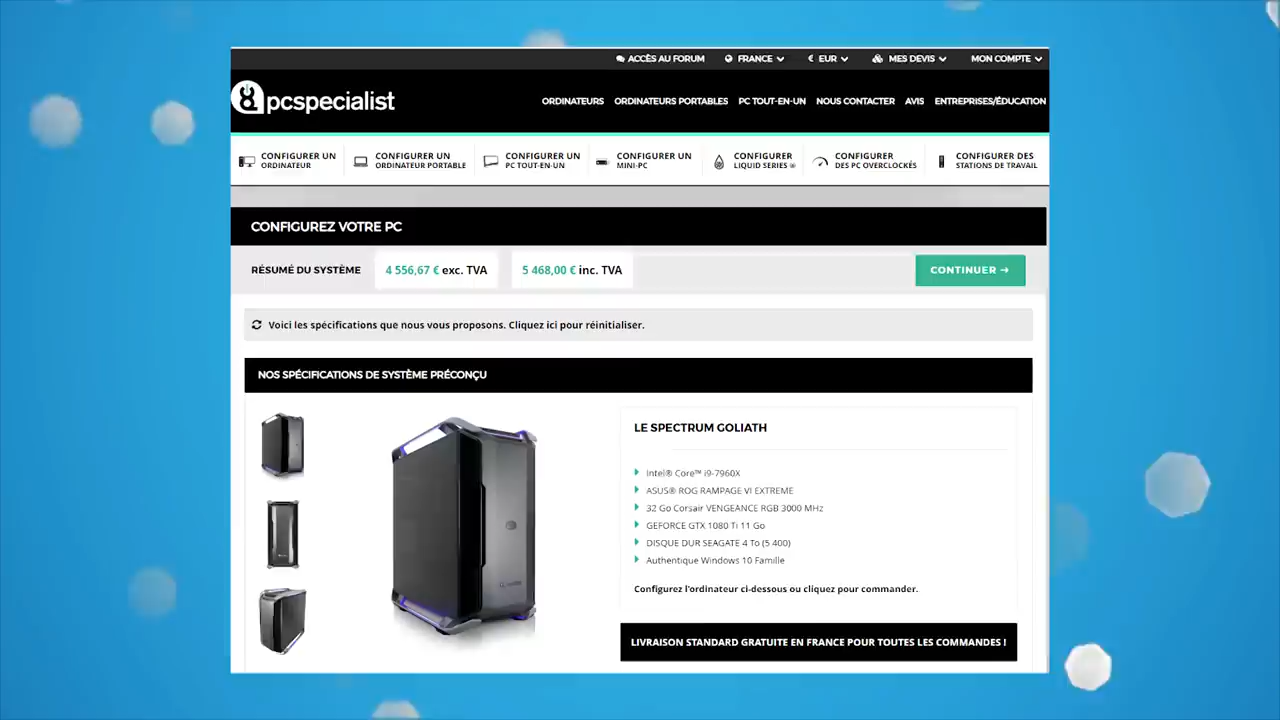 ACCÈS AU FORUM FRANCE € EUR MES DEVIS MON COMPTE
pcspecialist
ORDINATEURS ORDINATEURS PORTABLES PC TOUT-EN-UN NOUS CONTACTER AVIS ENTREPRISES/ÉDUCATION
CONFIGURER UN ORDINATEUR
CONFIGURER UN ORDINATEUR PORTABLE
CONFIGURER UN PC TOUT-EN-UN
CONFIGURER UN MINI-PC
CONFIGURER LIQUID SERIES ®
CONFIGURER DES PC OVERCLOCKÉS
CONFIGURER DES STATIONS DE TRAVAIL
CONFIGUREZ VOTRE PC
RÉSUMÉ DU SYSTÈME 4 556,67 € exc. TVA 5 468,00 € inc. TVA CONTINUER →
Voici les spécifications que nous vous proposons. Cliquez ici pour réinitialiser.
NOS SPÉCIFICATIONS DE SYSTÈME PRÉCONÇU
LE SPECTRUM GOLIATH
Intel® Core™ i9-7960X
ASUS® ROG RAMPAGE VI EXTREME
32 Go Corsair VENGEANCE RGB 3000 MHz
GEFORCE GTX 1080 Ti 11 Go
DISQUE DUR SEAGATE 4 To (5 400)
Authentique Windows 10 Famille
Configurez l'ordinateur ci-dessous ou cliquez pour commander.
LIVRAISON STANDARD GRATUITE EN FRANCE POUR TOUTES LES COMMANDES !